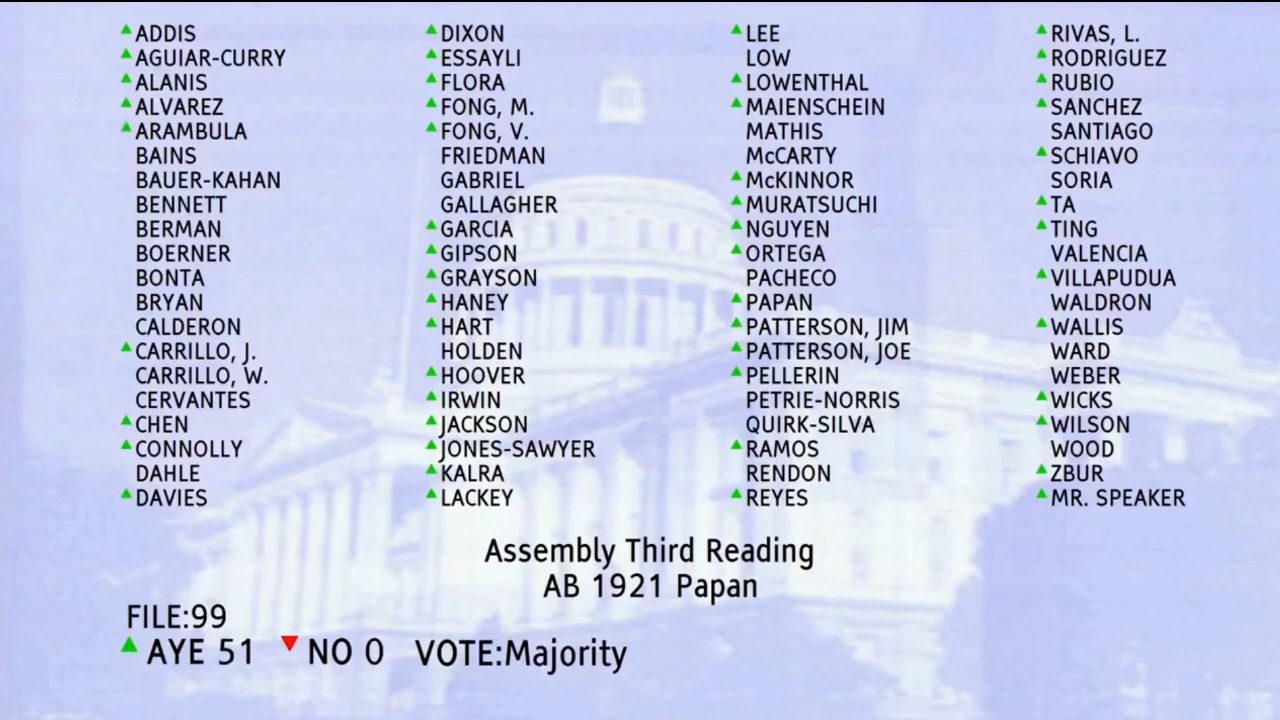 ADDIS
AGUIAR-CURRY
ALANIS
ALVAREZ
ARAMBULA
BAINS
BAUER-KAHAN
BENNETT
BERMAN
BOERNER
BONTA
BRYAN
CALDERON
CARRILLO, J.
CARRILLO, W.
CERVANTES
CHEN
CONNOLLY
DAHLE
DAVIES
DIXON
ESSAYLI
FLORA
FONG, M.
FONG, V.
FRIEDMAN
GABRIEL
GALLAGHER
GARCIA
GIPSON
GRAYSON
HANEY
HART
HOLDEN
HOOVER
IRWIN
JACKSON
JONES-SAWYER
KALRA
LACKEY
LEE
LOW
LOWENTHAL
MAIENSCHEIN
MATHIS
McCARTY
McKINNOR
MURATSUCHI
NGUYEN
ORTEGA
PACHECO
PAPAN
PATTERSON, JIM
PATTERSON, JOE
PELLERIN
PETRIE-NORRIS
QUIRK-SILVA
RAMOS
RENDON
REYES
RIVAS, L.
RODRIGUEZ
RUBIO
SANCHEZ
SANTIAGO
SCHIAVO
SORIA
TA
TING
VALENCIA
VILLAPUDUA
WALDRON
WALLIS
WARD
WEBER
WICKS
WILSON
WOOD
ZBUR
MR. SPEAKER
Assembly Third Reading
AB 1921 Papan
FILE:99
AYE 51 NO 0 VOTE:Majority